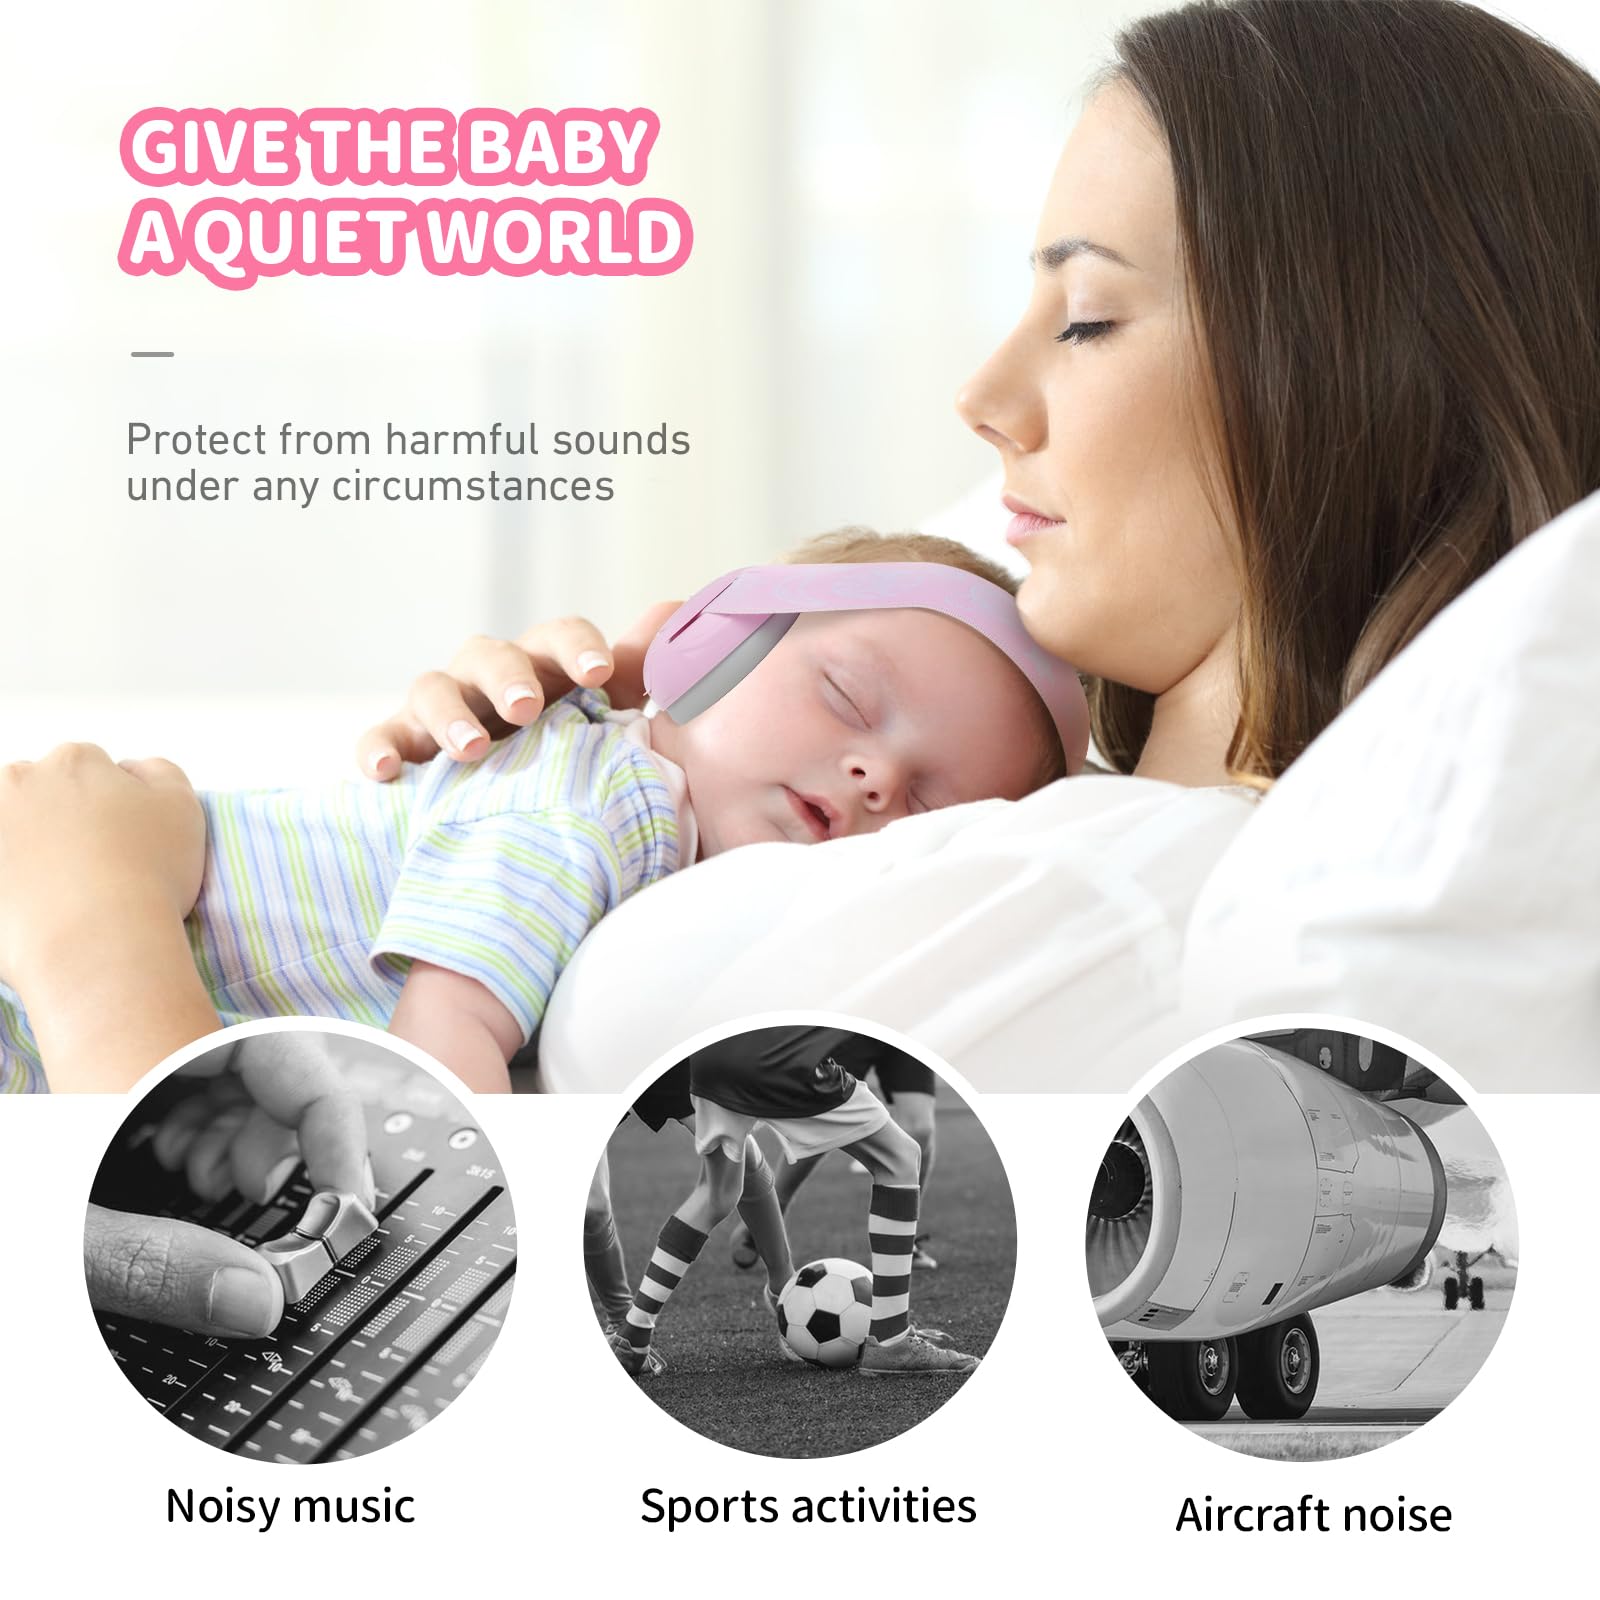 GIVE THE BABY
A QUIET WORLD
Protect from harmful sounds
under any circumstances
Noisy music
Sports activities
Aircraft noise